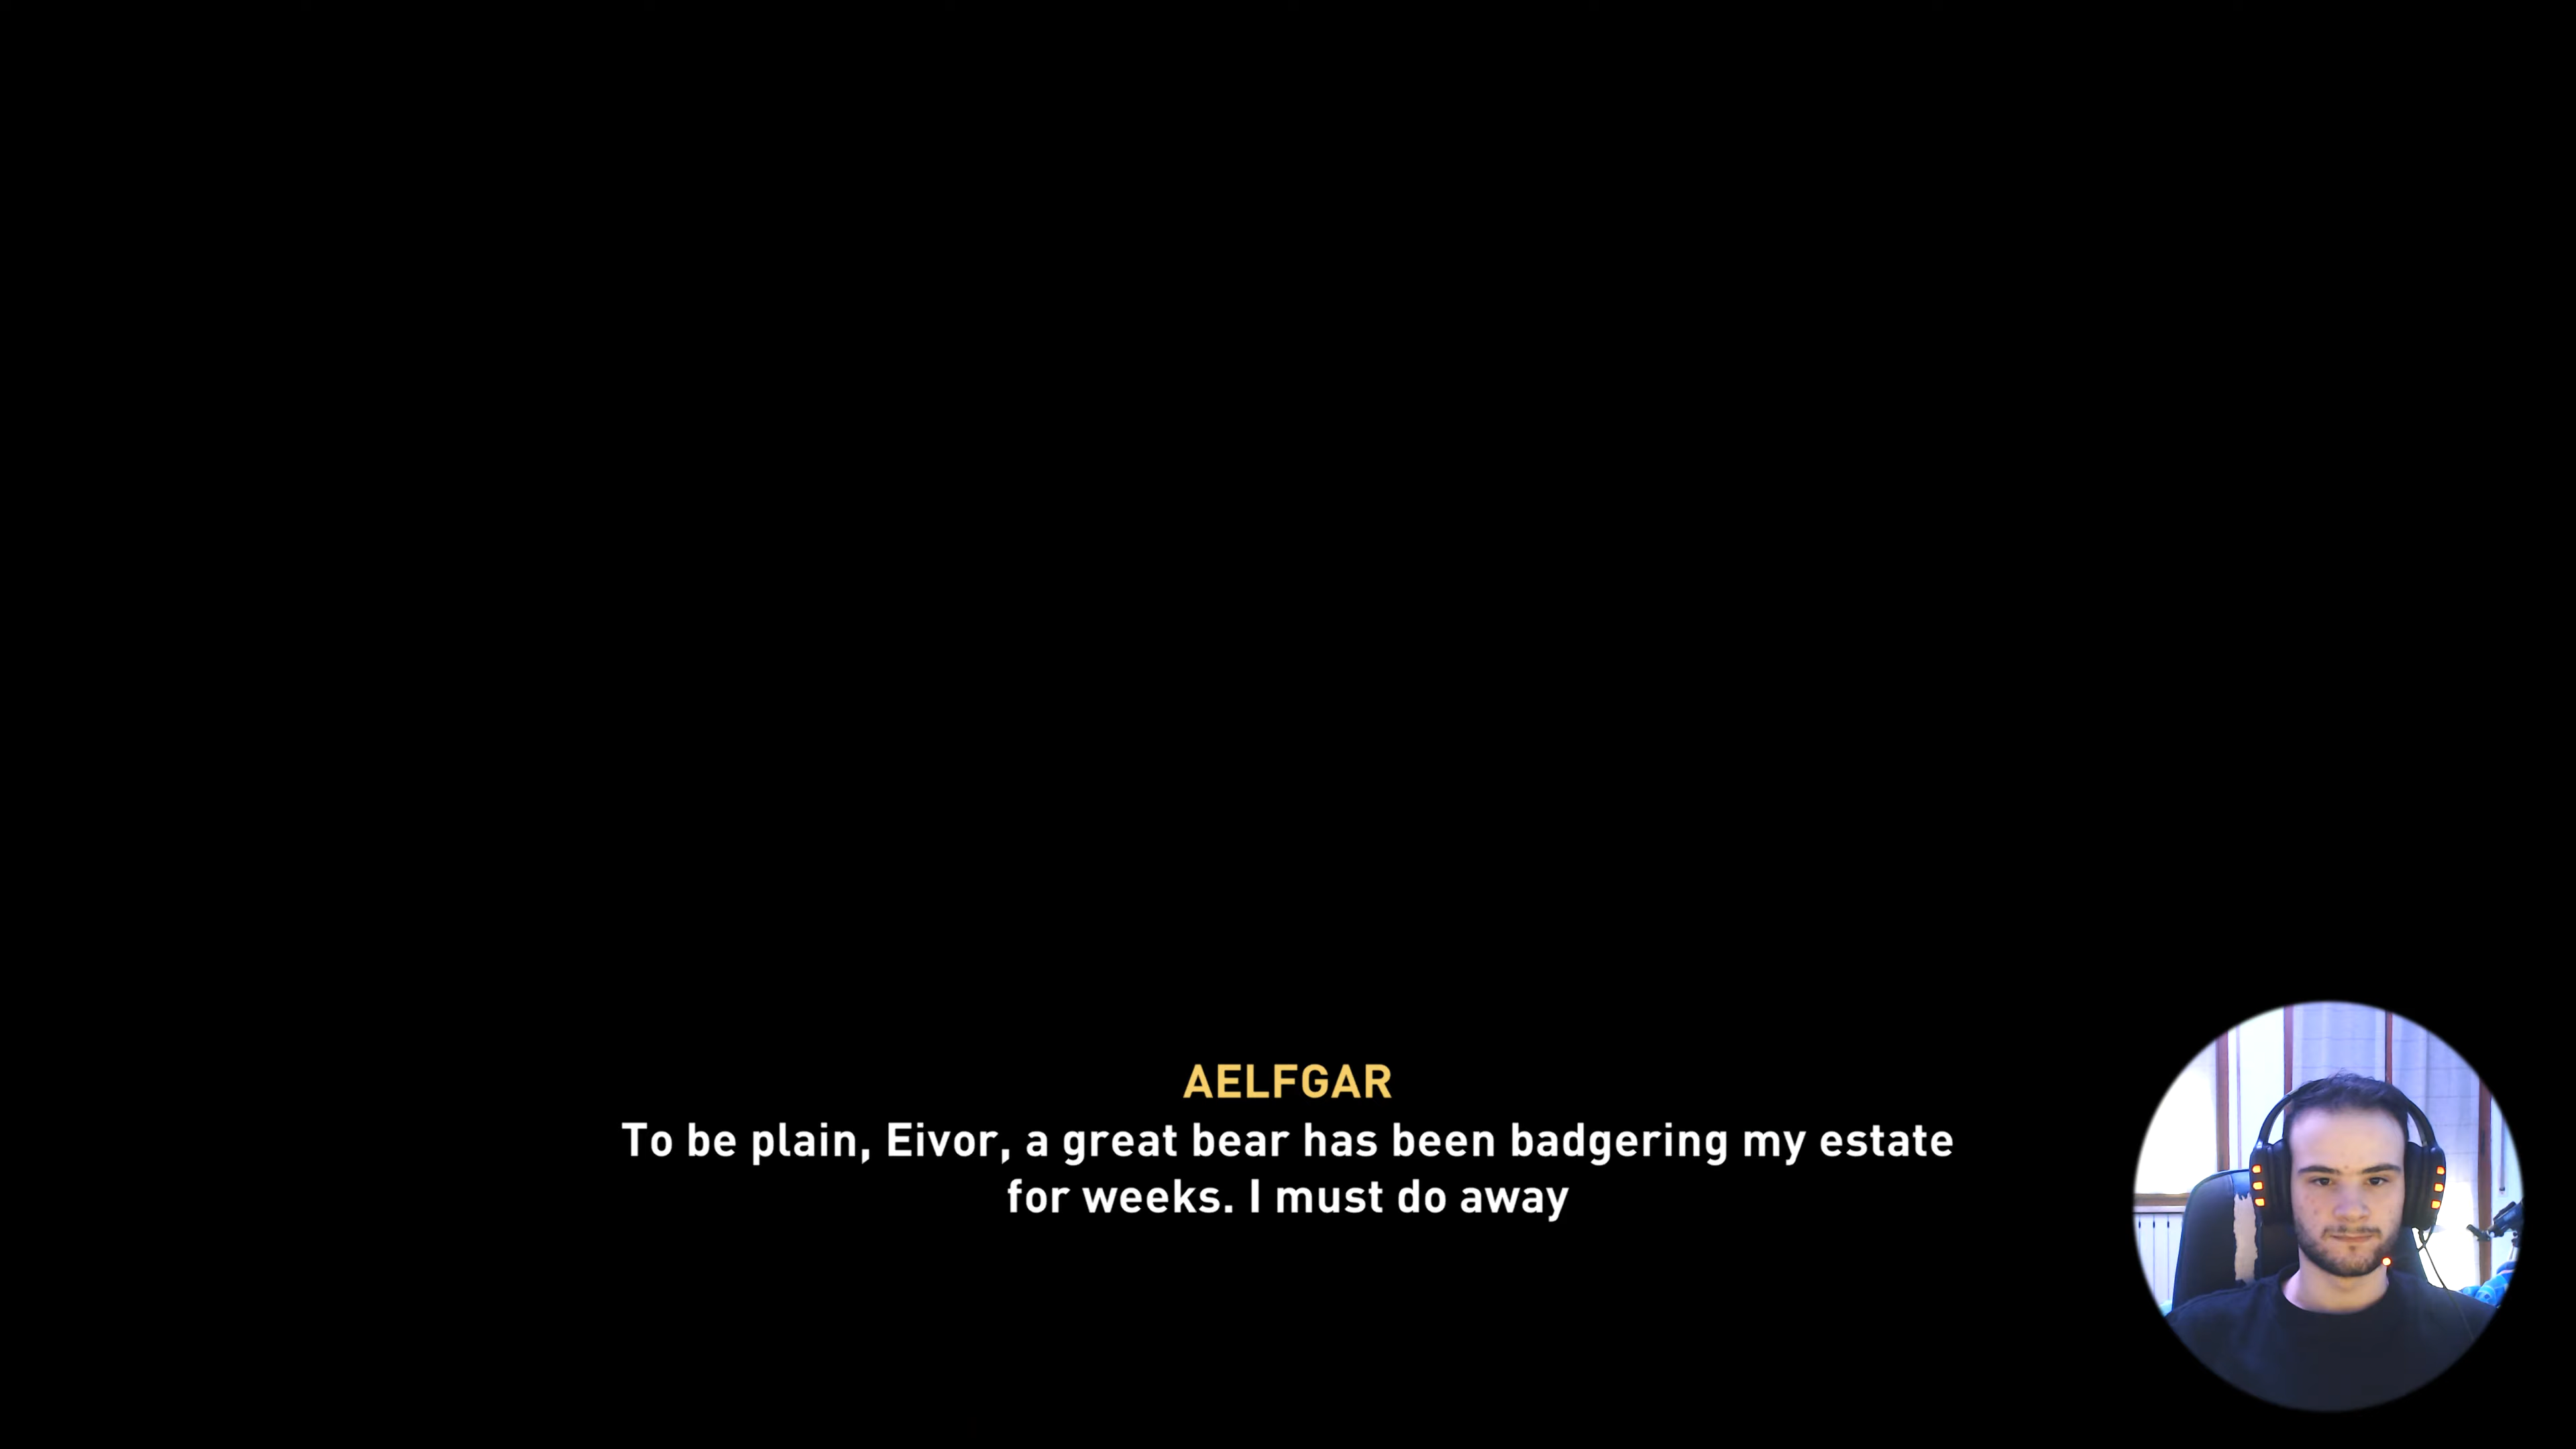 AELFGAR
To be plain, Eivor, a great bear has been badgering my estate
for weeks. I must do away